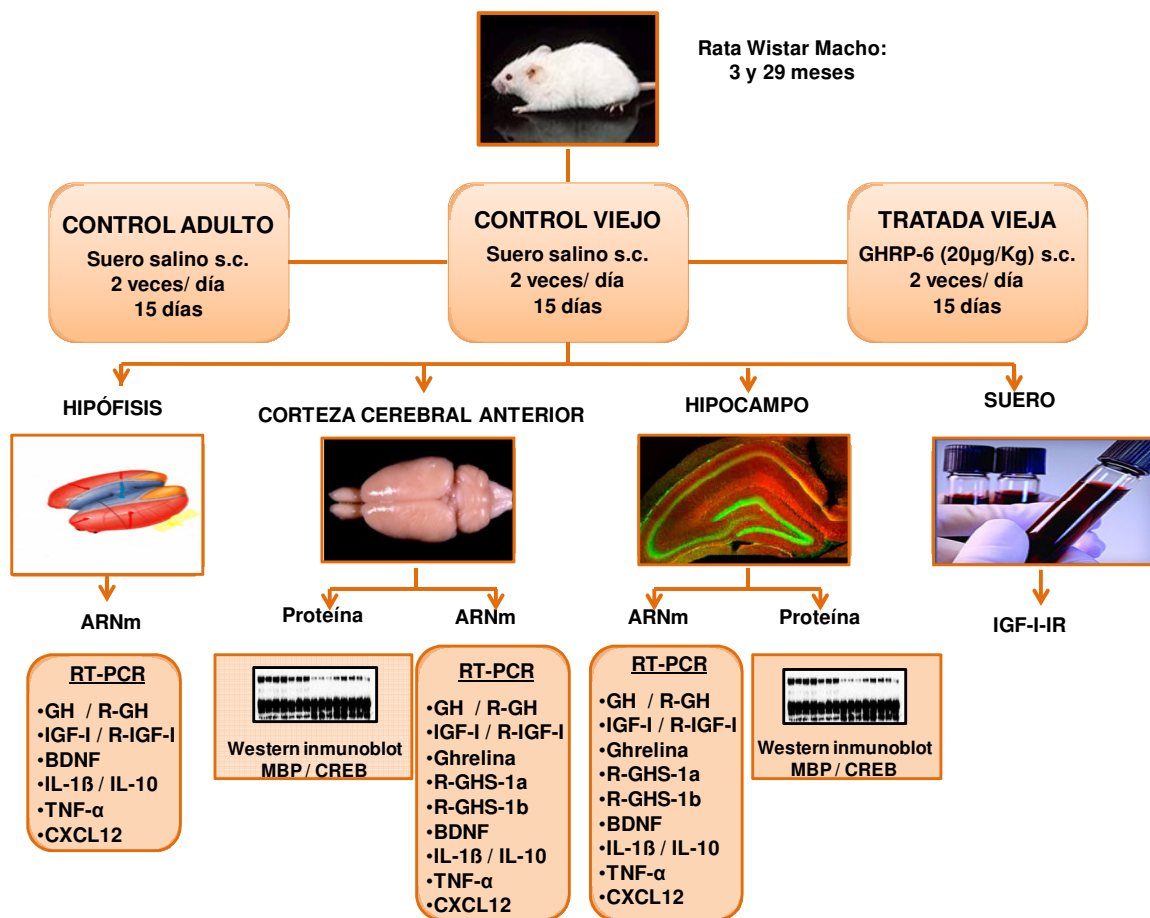 Rata Wistar Macho:
3 y 29 meses
CONTROL ADULTO
Suero salino s.c.
2 veces/ día
15 días
CONTROL VIEJO
Suero salino s.c.
2 veces/ día
15 días
TRATADA VIEJA
GHRP-6 (20µg/Kg) s.c.
2 veces/ día
15 días
HIPÓFISIS
CORTEZA CEREBRAL ANTERIOR
HIPOCAMPO
SUERO
ARNm
Proteína
ARNm
ARNm
Proteína
IGF-I-IR
RT-PCR
•GH / R-GH
•IGF-I / R-IGF-I
•BDNF
•IL-1ß / IL-10
•TNF-α
•CXCL12
Western inmunoblot
MBP / CREB
RT-PCR
•GH / R-GH
•IGF-I / R-IGF-I
•Ghrelina
•R-GHS-1a
•R-GHS-1b
•BDNF
•IL-1ß / IL-10
•TNF-α
•CXCL12
RT-PCR
•GH / R-GH
•IGF-I / R-IGF-I
•Ghrelina
•R-GHS-1a
•R-GHS-1b
•BDNF
•IL-1ß / IL-10
•TNF-α
•CXCL12
Western inmunoblot
MBP / CREB